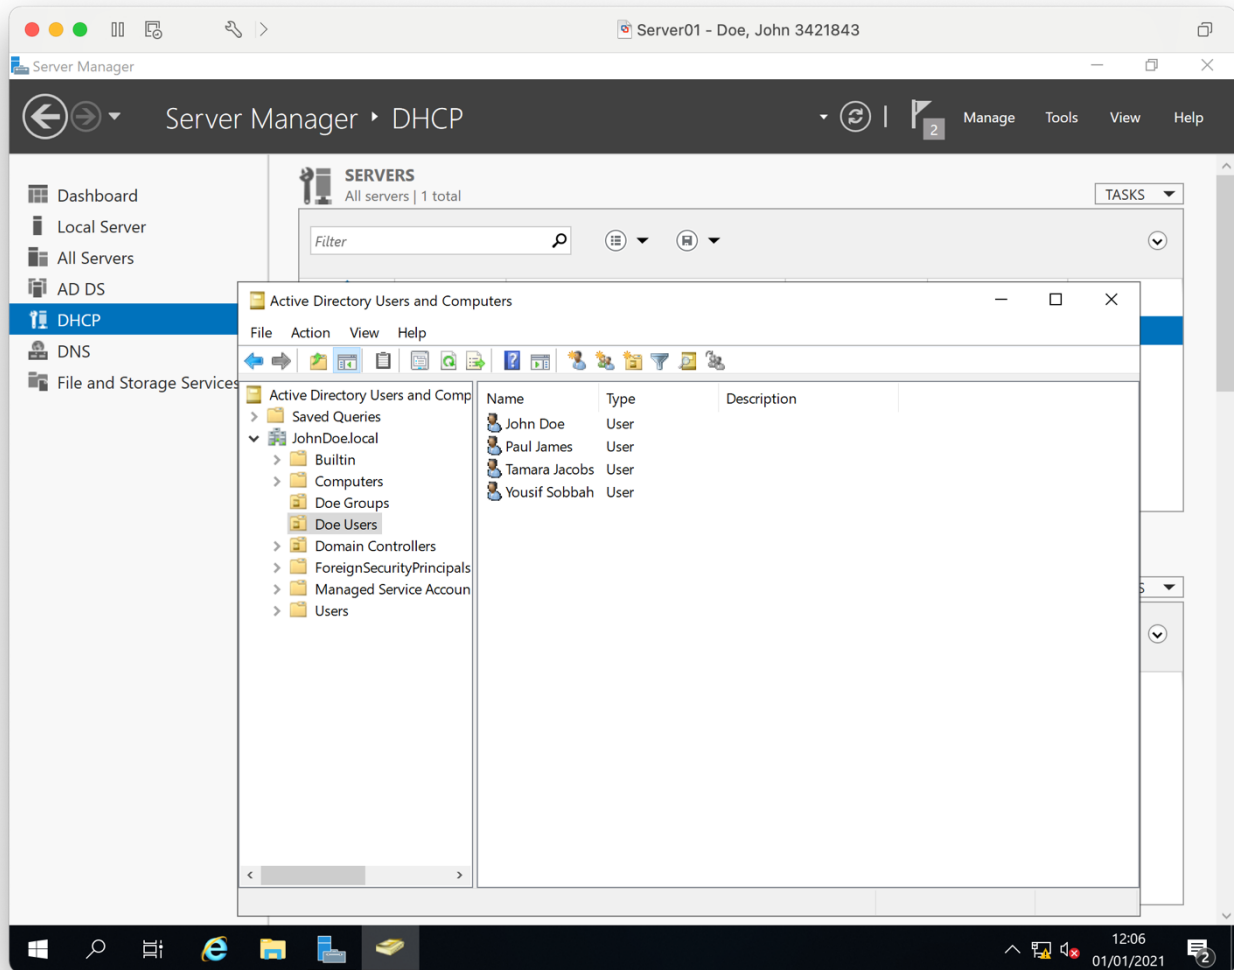 Server01 - Doe, John 3421843
Server Manager
Server Manager ‣ DHCP
2
Manage
Tools
View
Help
Dashboard
Local Server
All Servers
AD DS
DHCP
DNS
File and Storage Services
SERVERS
All servers | 1 total
TASKS
Filter
Active Directory Users and Computers
File
Action
View
Help
Active Directory Users and Comp
Saved Queries
JohnDoe.local
Builtin
Computers
Doe Groups
Doe Users
Domain Controllers
ForeignSecurityPrincipals
Managed Service Accoun
Users
Name Type Description
John Doe User
Paul James User
Tamara Jacobs User
Yousif Sobbah User
S
12:06
01/01/2021
2